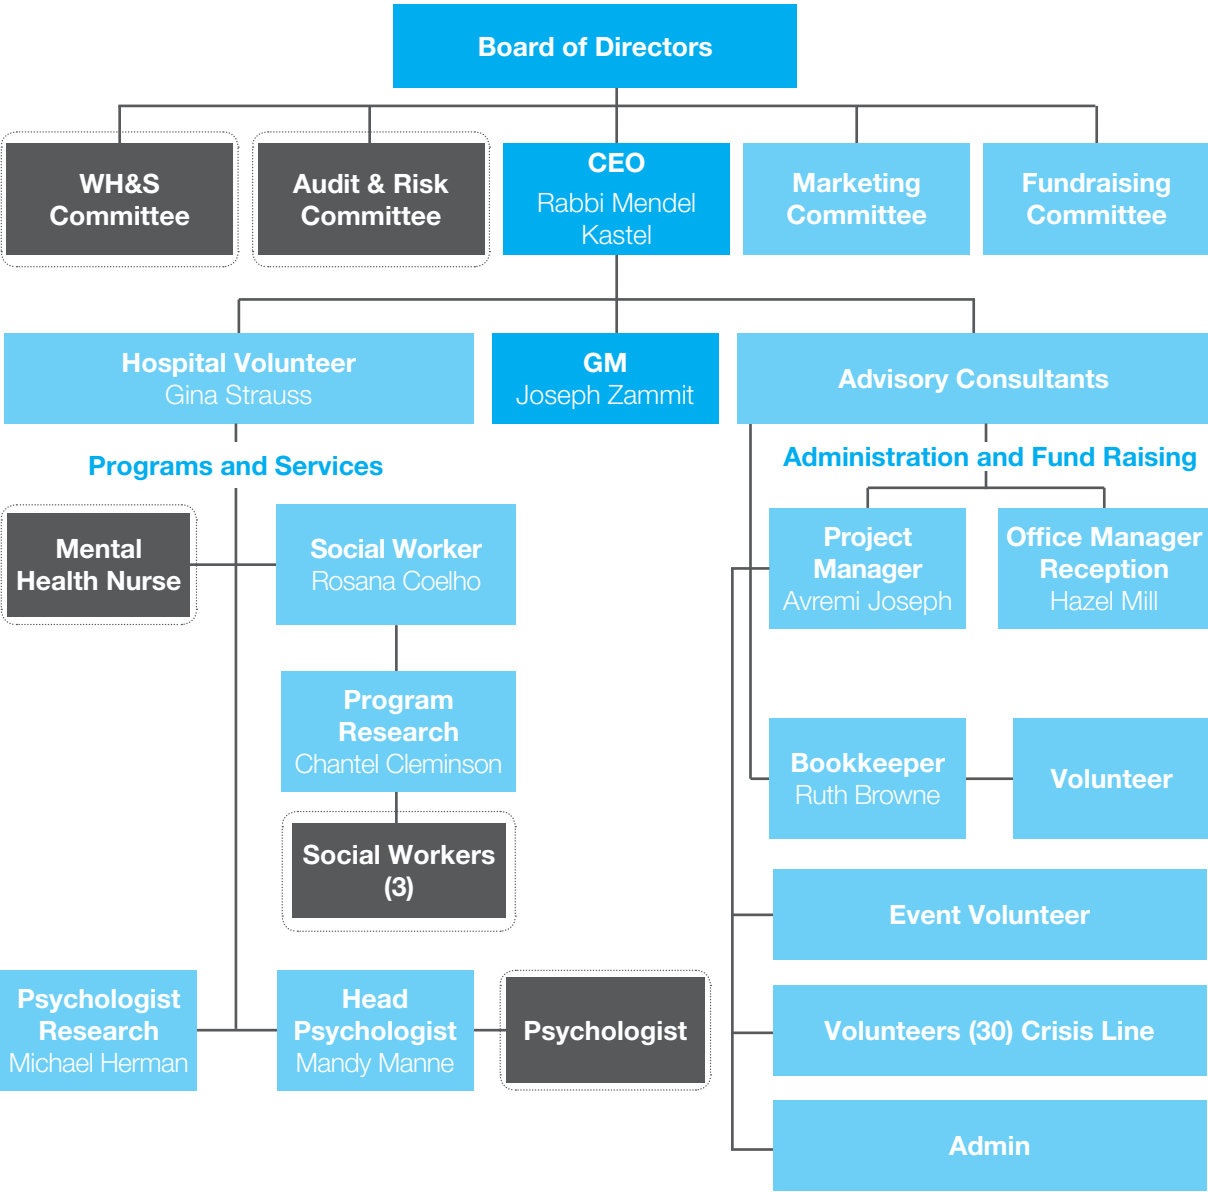 Board of Directors
WH&S
Committee
Audit & Risk
Committee
CEO
Rabbi Mendel
Kastel
Marketing
Committee
Fundraising
Committee
Hospital Volunteer
Gina Strauss
GM
Joseph Zammit
Advisory Consultants
Programs and Services
Administration and Fund Raising
Mental
Health Nurse
Social Worker
Rosana Coelho
Project
Manager
Avremi Joseph
Office Manager
Reception
Hazel Mill
Program
Research
Chantel Cleminson
Bookkeeper
Ruth Browne
Volunteer
Social Workers
(3)
Event Volunteer
Psychologist
Research
Michael Herman
Head
Psychologist
Mandy Manne
Psychologist
Volunteers (30) Crisis Line
Admin